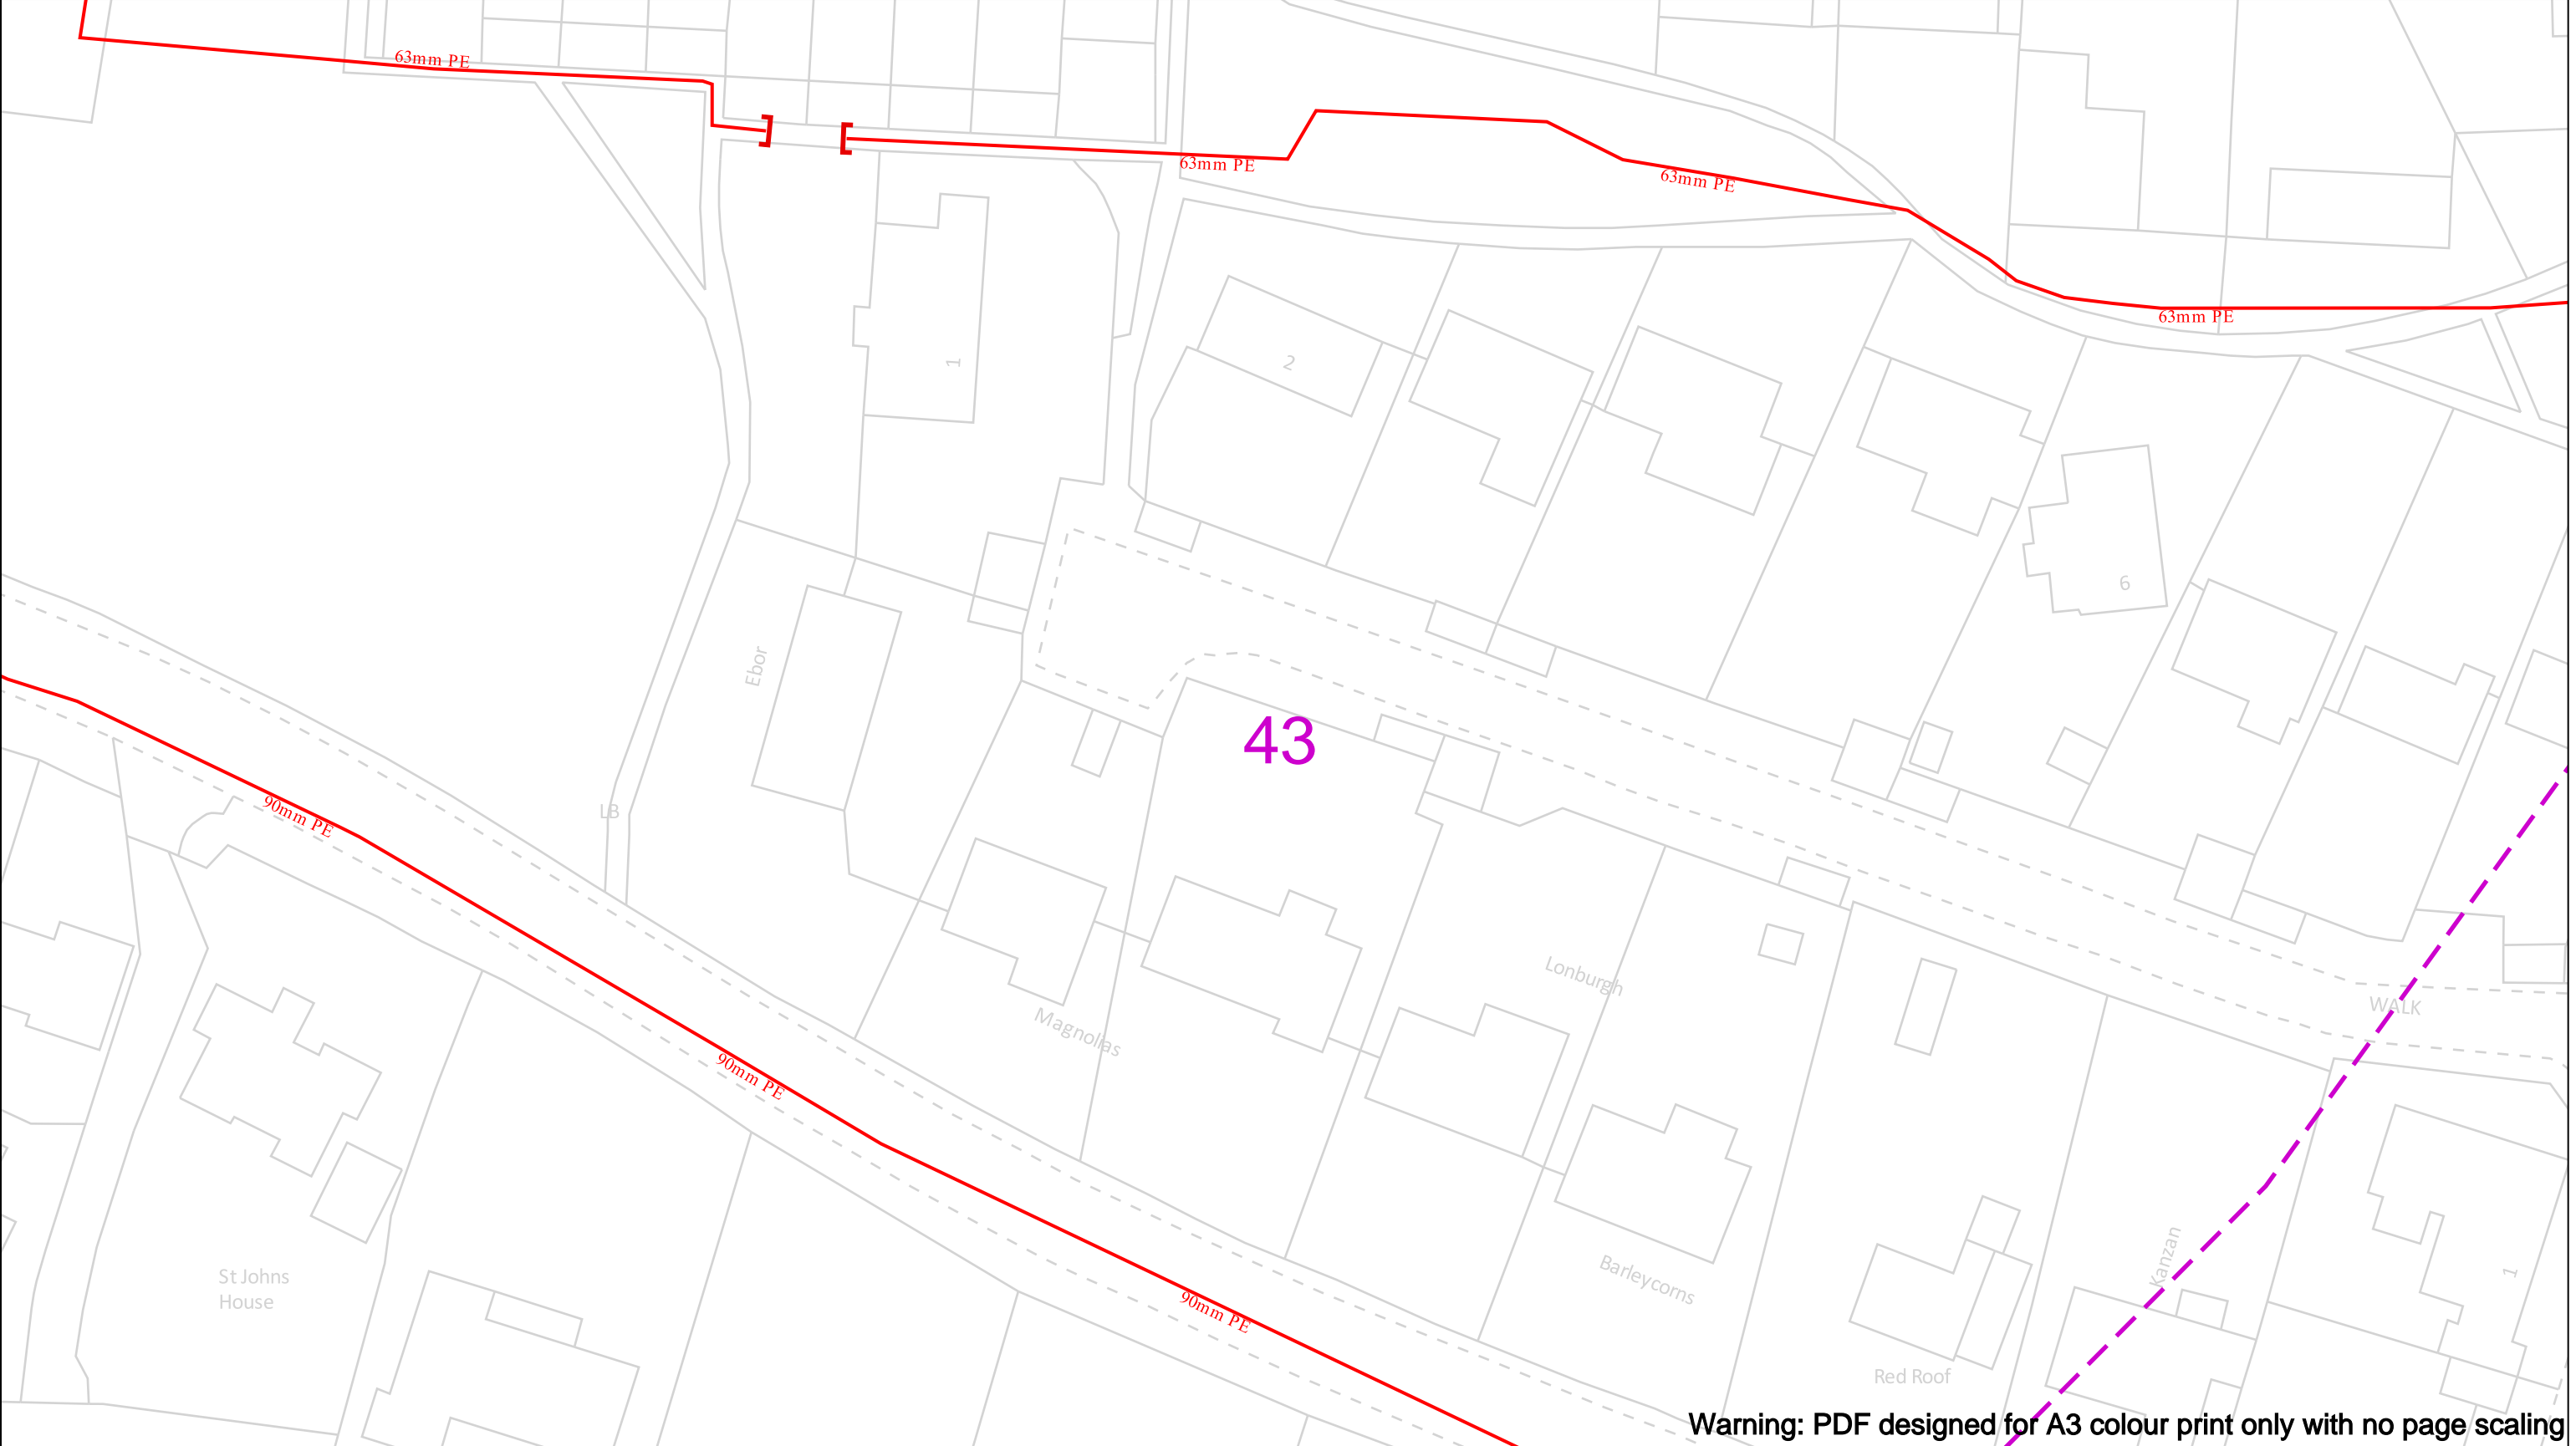 63mm PE
63mm PE
63mm PE
63mm PE
1
2
6
Ebor
43
LB
90mm PE
Lonburgh
WALK
Magnolias
90mm PE
Kanzan
1
St Johns
House
Barleycorns
90mm PE
Red Roof
Warning: PDF designed for A3 colour print only with no page scaling